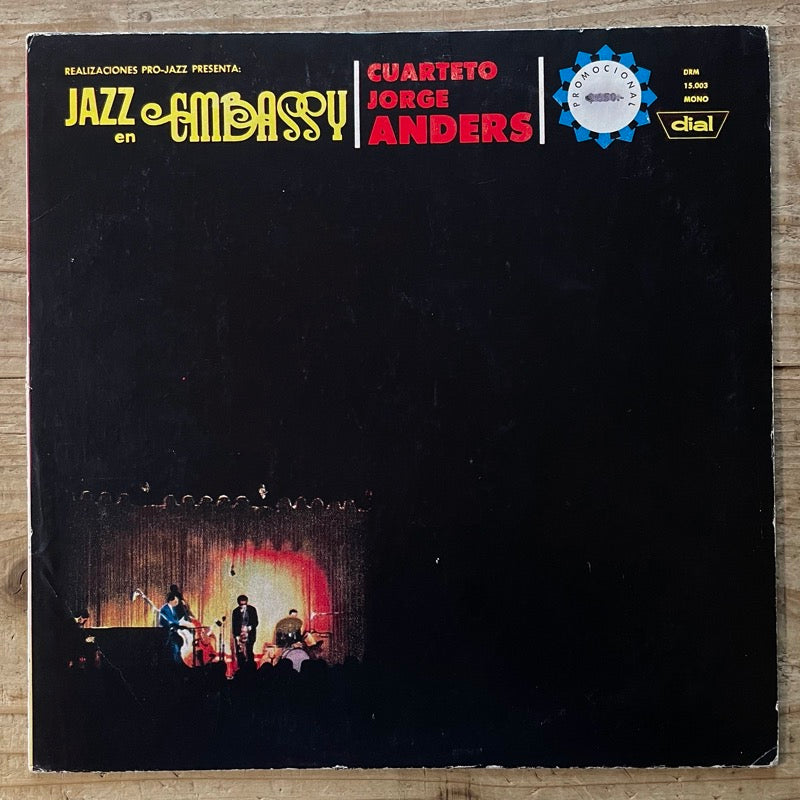 REALIZACIONES PRO-JAZZ PRESENTA:
JAZZ
en EMBASSY
CUARTETO
JORGE
ANDERS
PROMOCIONAL
DRM
15.003
MONO
dial